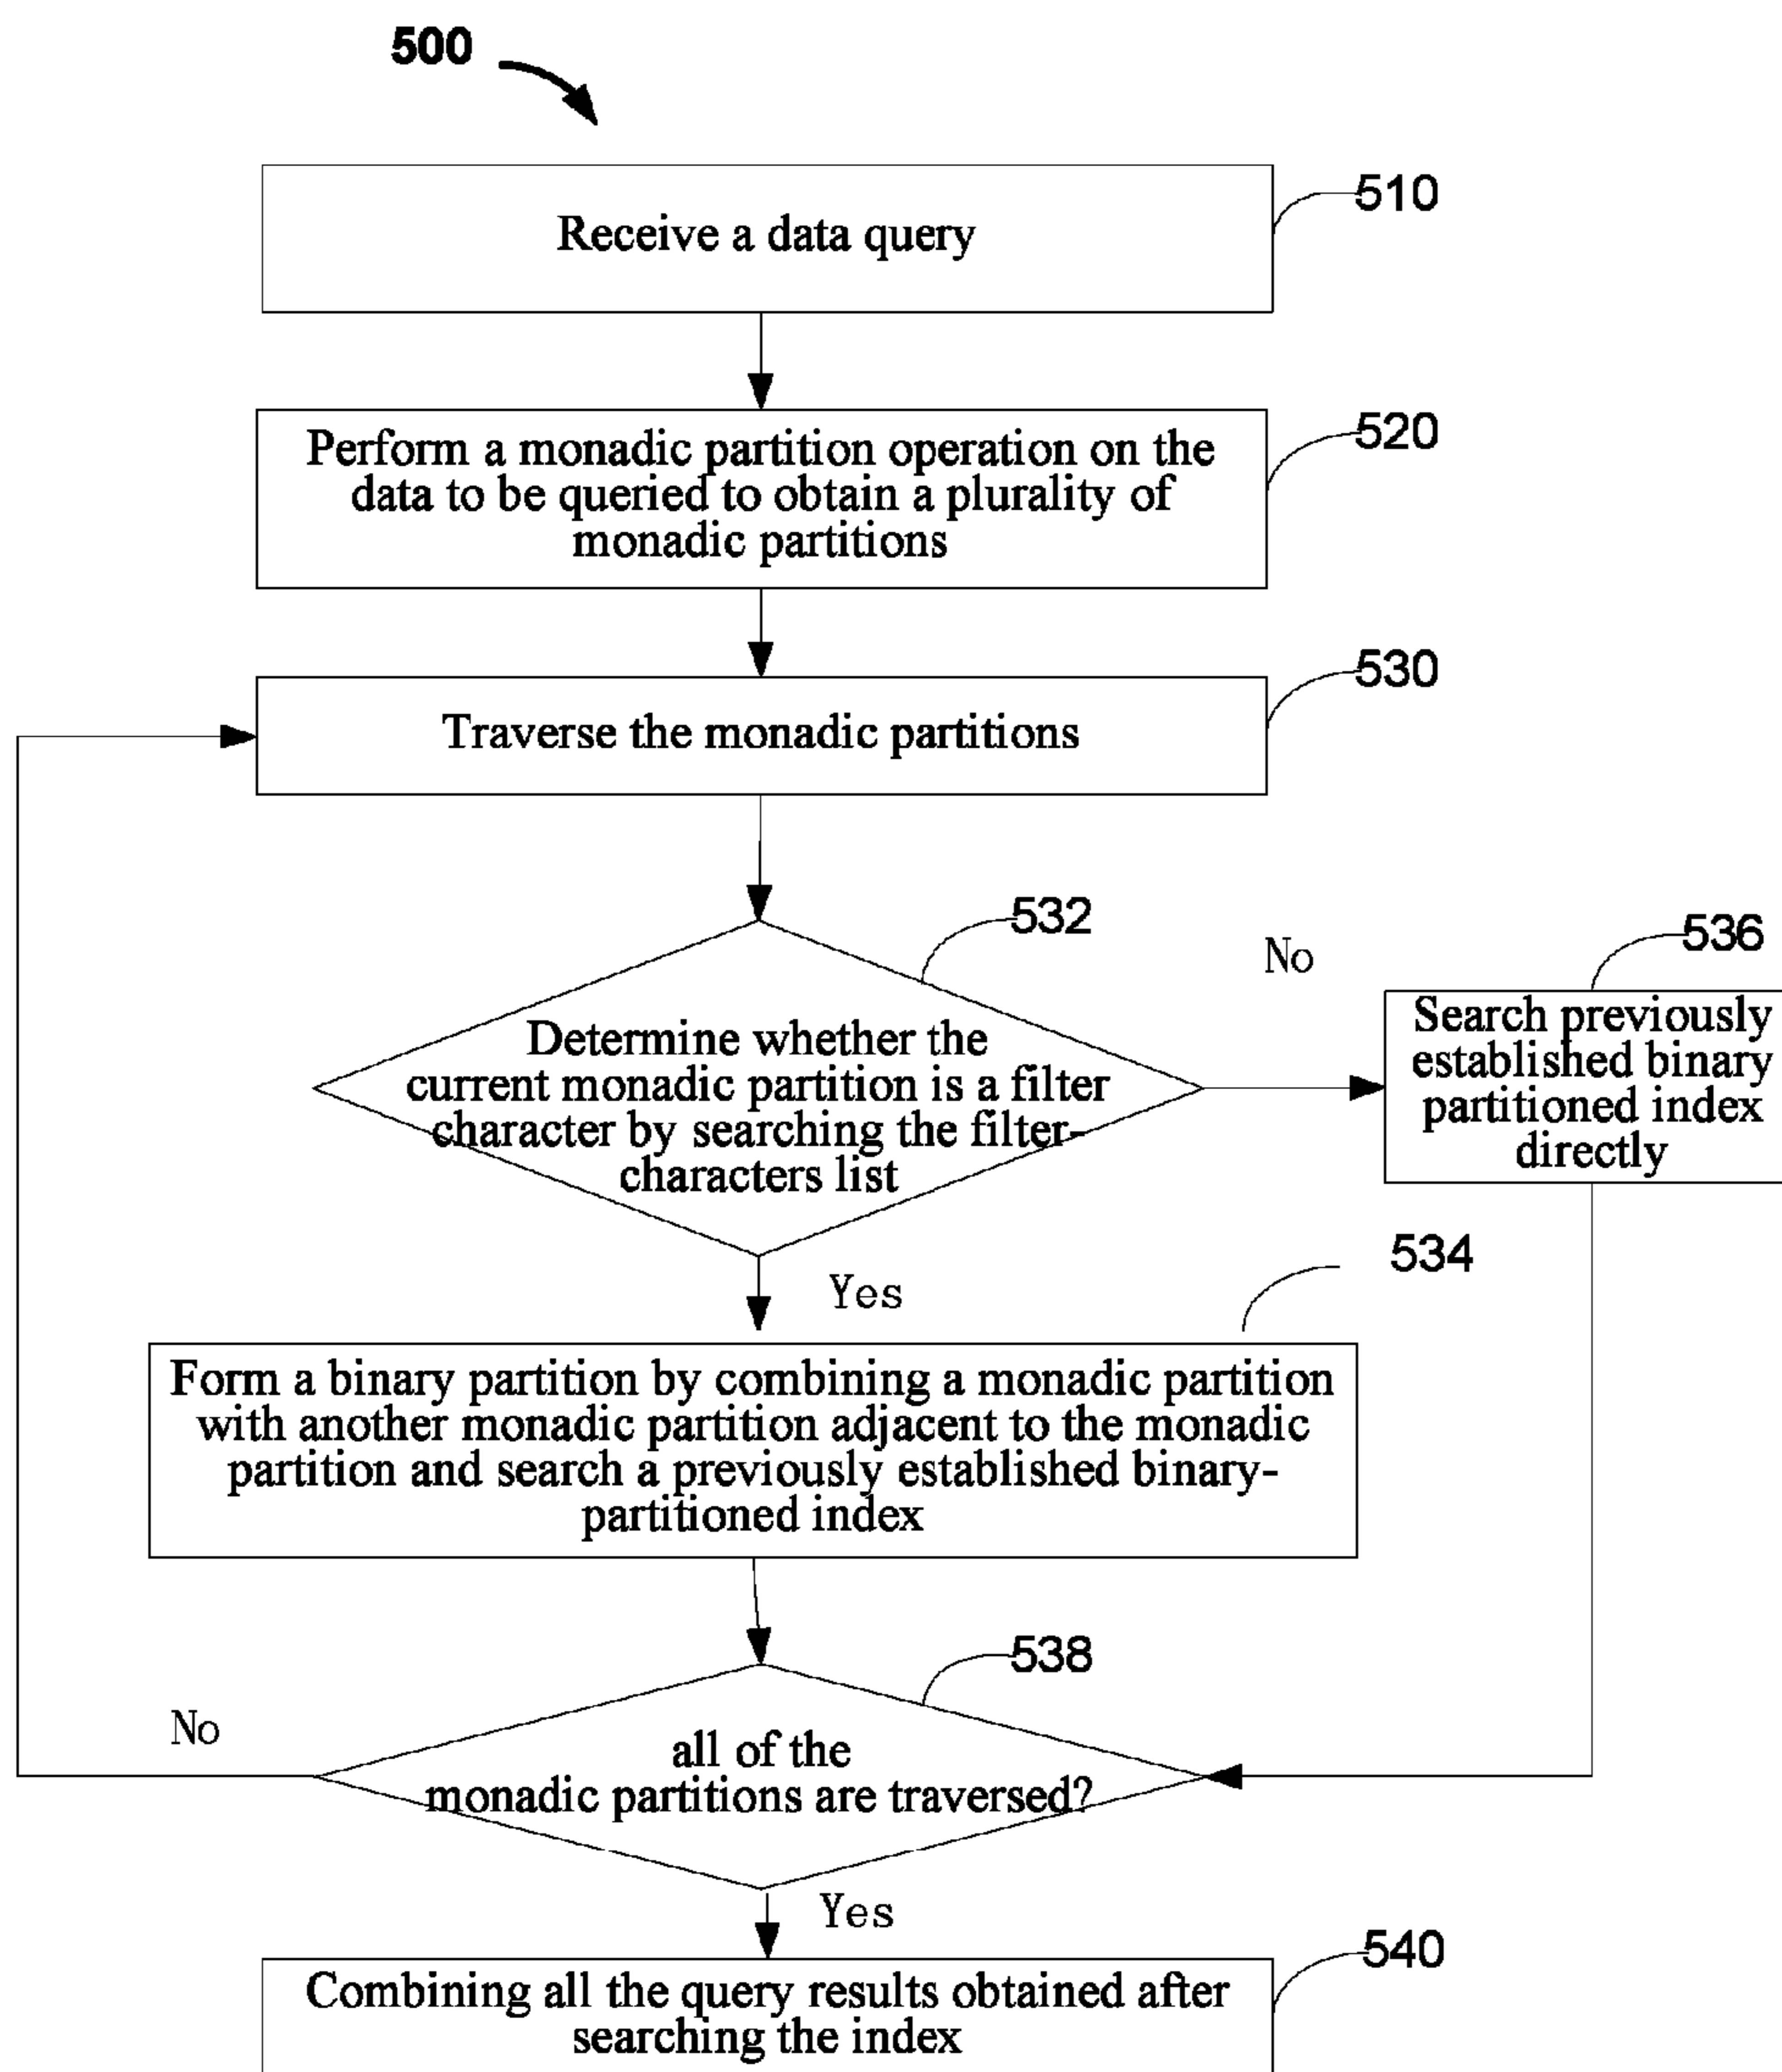 500
510
Receive a data query
520
Perform a monadic partition operation on the
data to be queried to obtain a plurality of
monadic partitions
530
Traverse the monadic partitions
532
No
536
Determine whether the
current monadic partition is a filter
character by searching the filter-
characters list
Search previously
established binary
partitioned index
directly
Yes
534
Form a binary partition by combining a monadic partition
with another monadic partition adjacent to the monadic
partition and search a previously established binary-
partitioned index
538
No
all of the
monadic partitions are traversed?
Yes
540
Combining all the query results obtained after
searching the index